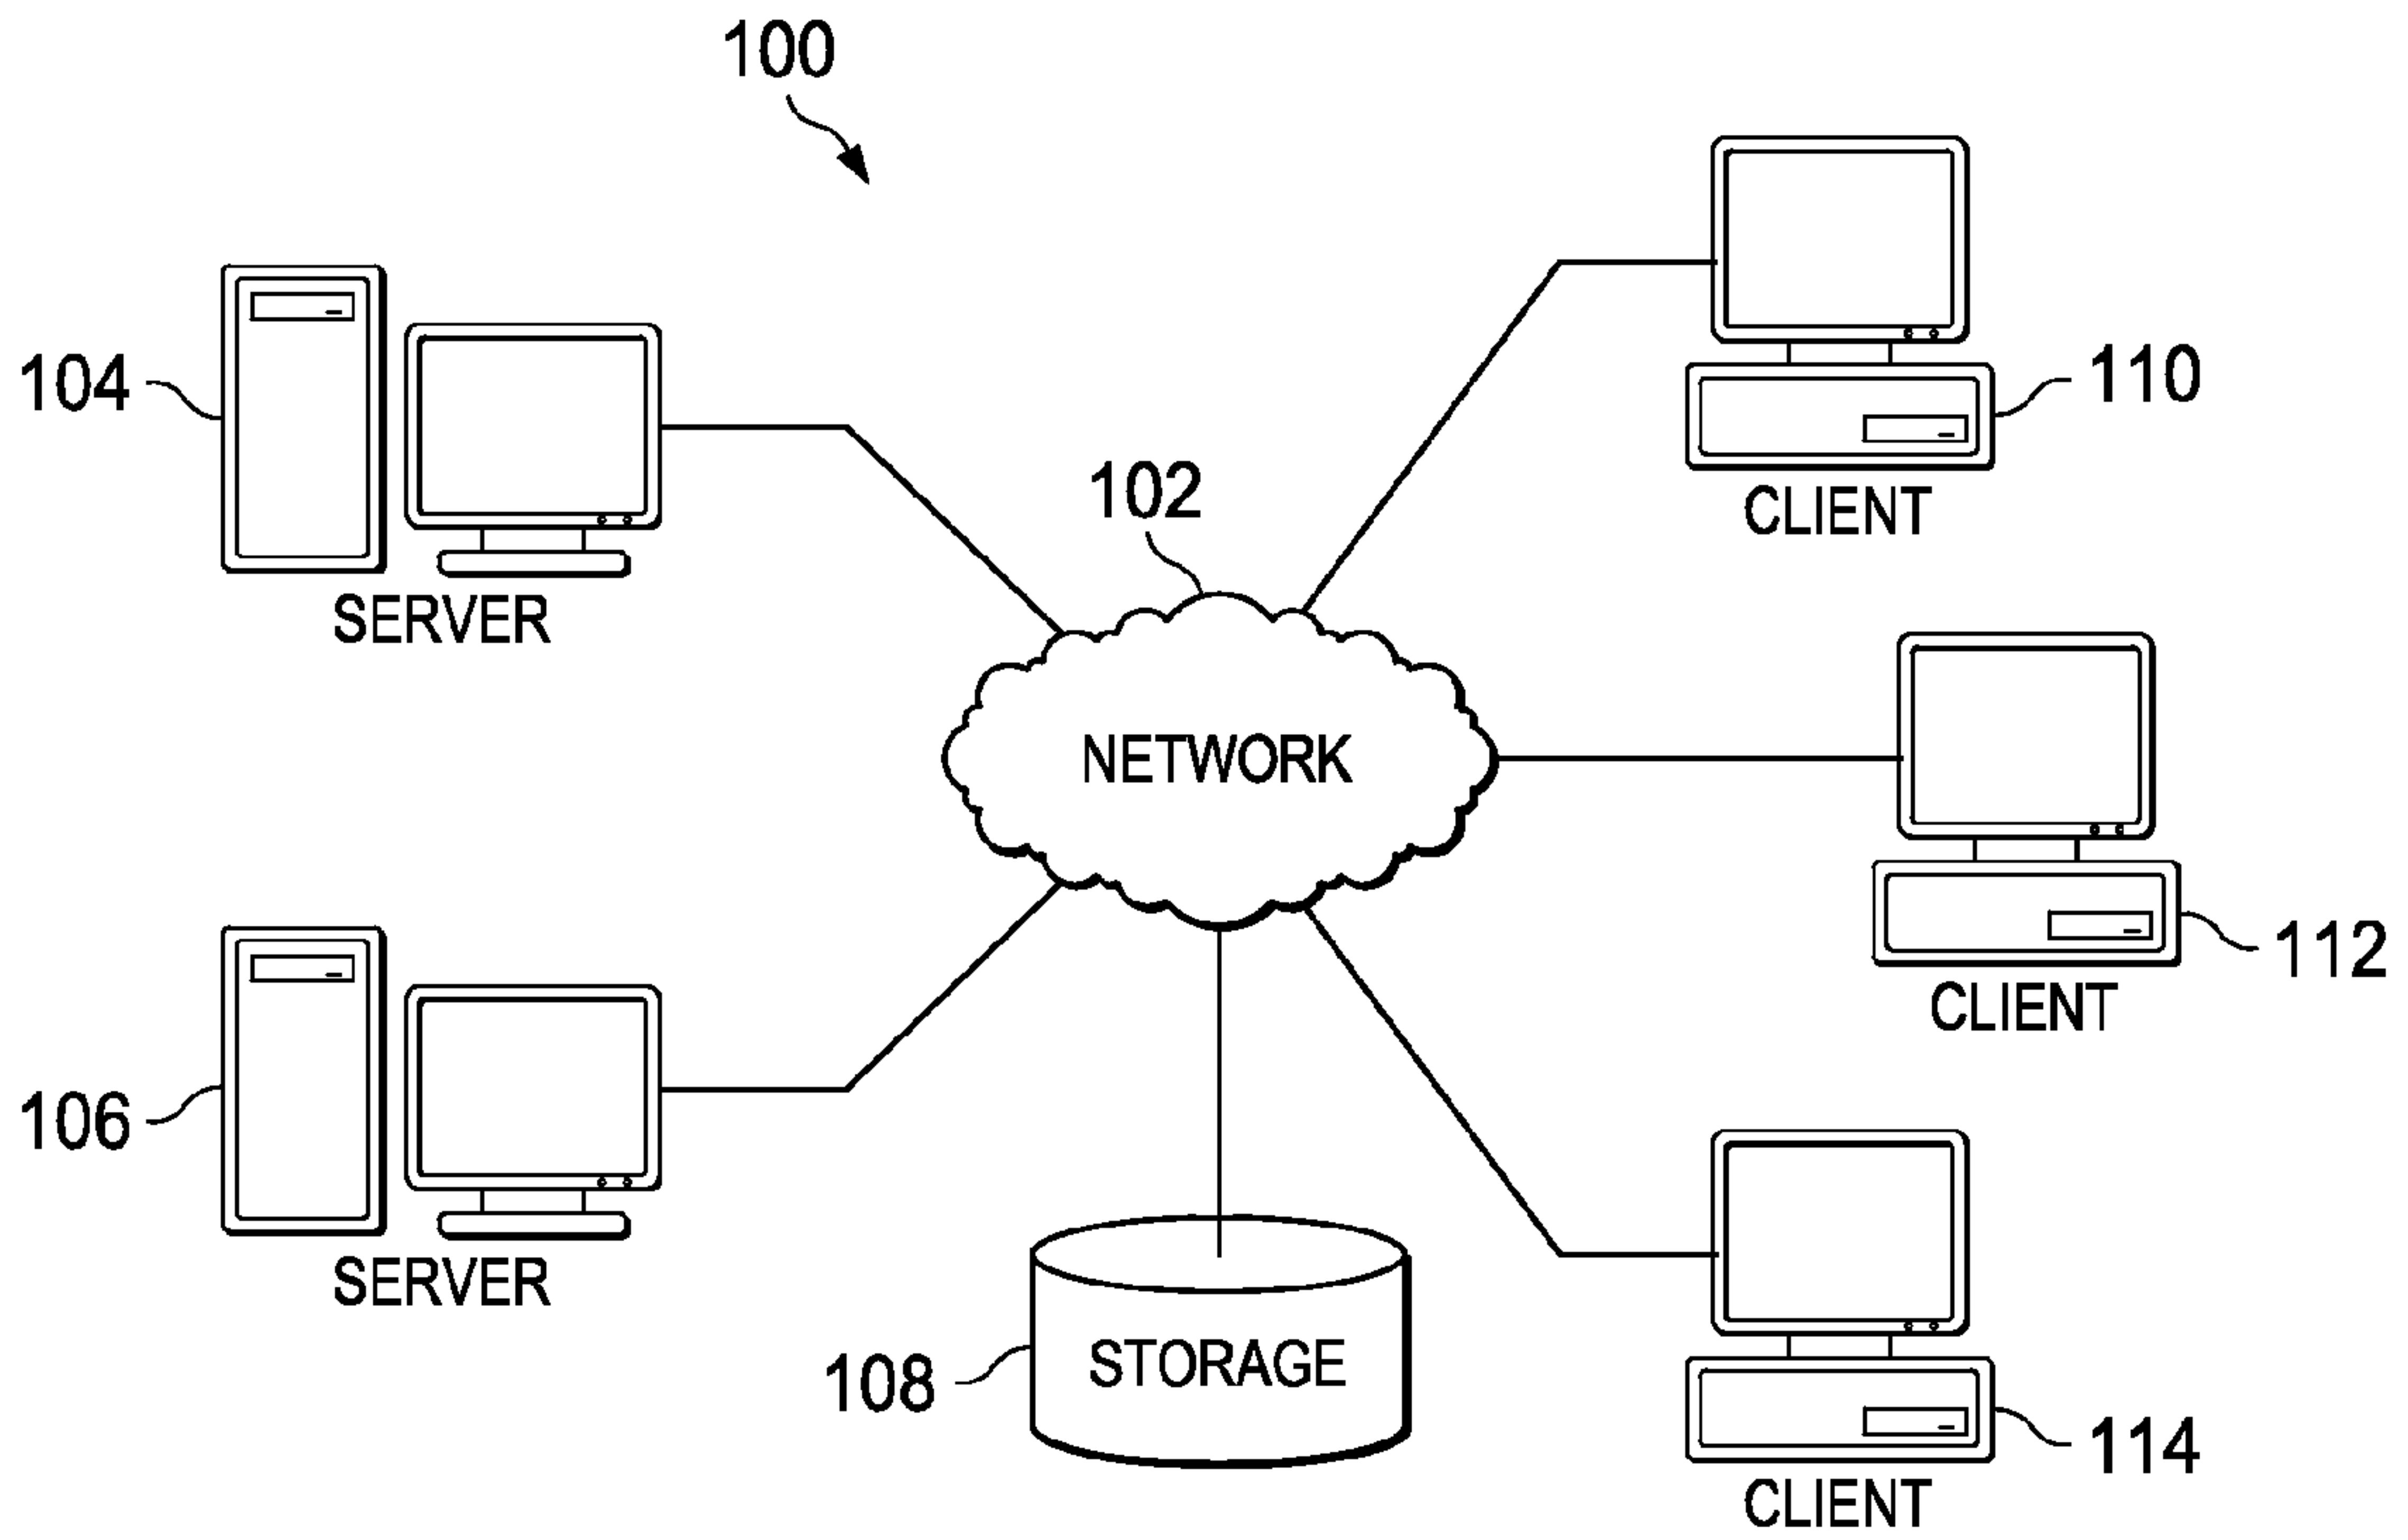 100
104
SERVER
110
CLIENT
102
NETWORK
112
CLIENT
106
SERVER
108
STORAGE
114
CLIENT